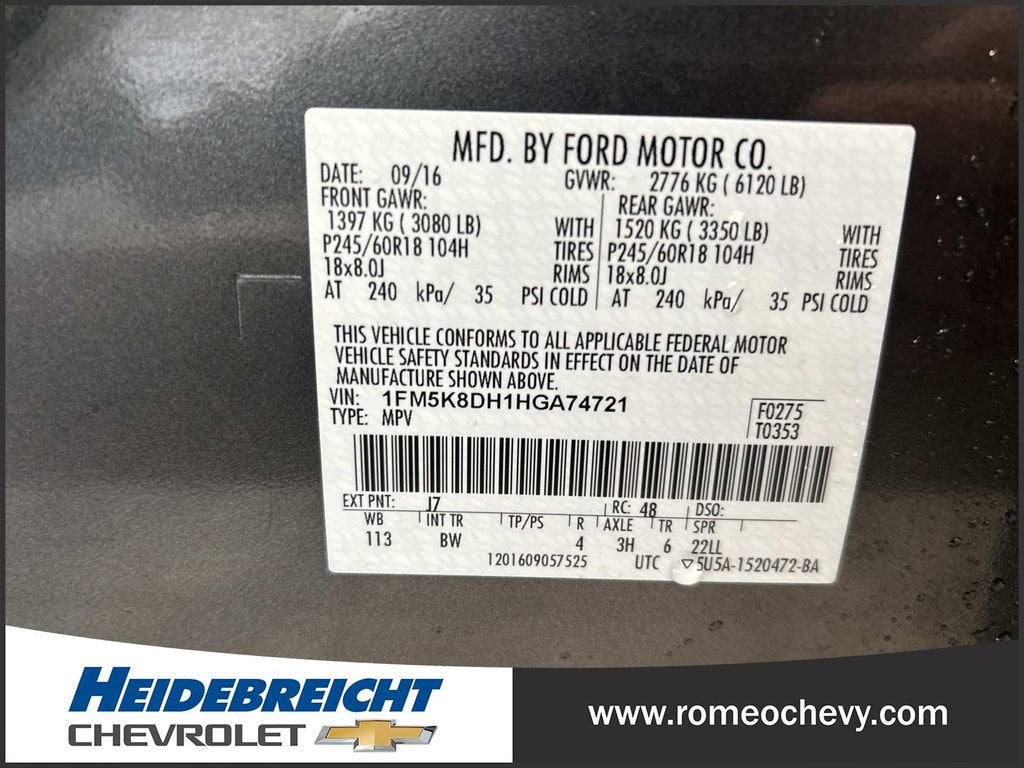 MFD. BY FORD MOTOR CO.
DATE: 09/16 GVWR: 2776 KG ( 6120 LB)
FRONT GAWR: REAR GAWR:
1397 KG ( 3080 LB) WITH 1520 KG ( 3350 LB) WITH
P245/60R18 104H TIRES P245/60R18 104H TIRES
18x8.0J RIMS 18x8.0J RIMS
AT 240 kPa/ 35 PSI COLD AT 240 kPa/ 35 PSI COLD
THIS VEHICLE CONFORMS TO ALL APPLICABLE FEDERAL MOTOR
VEHICLE SAFETY STANDARDS IN EFFECT ON THE DATE OF
MANUFACTURE SHOWN ABOVE.
VIN: 1FM5K8DH1HGA74721
TYPE: MPV
F0275
T0353
EXT PNT: J7 RC: 48 DSO:
WB INT TR TP/PS R AXLE TR SPR
113 BW 4 3H 6 22LL
1201609057525 UTC ▽5U5A-1520472-BA
HEIDEBREICHT
CHEVROLET
www.romeochevy.com